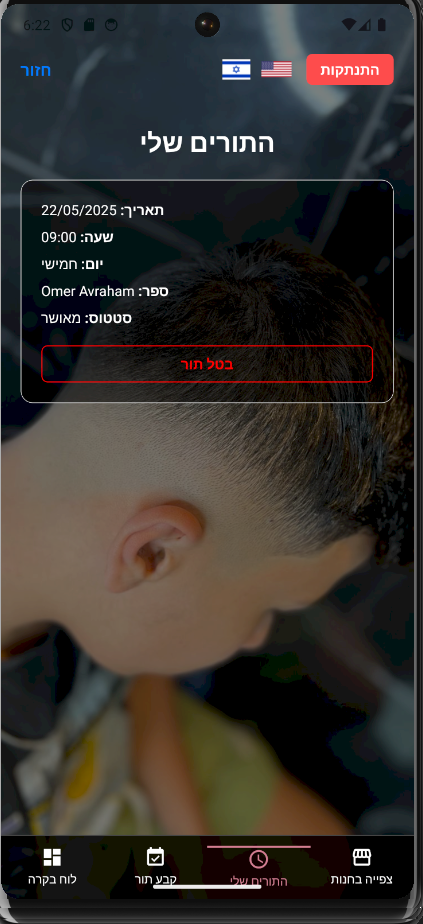 6:22
התנתקות
חזור
התורים שלי
תאריך: 22/05/2025
שעה: 09:00
יום: חמישי
ספר: Omer Avraham
סטטוס: מאושר
בטל תור
צפייה בחנות
התורים שלי
קבע תור
לוח בקרה